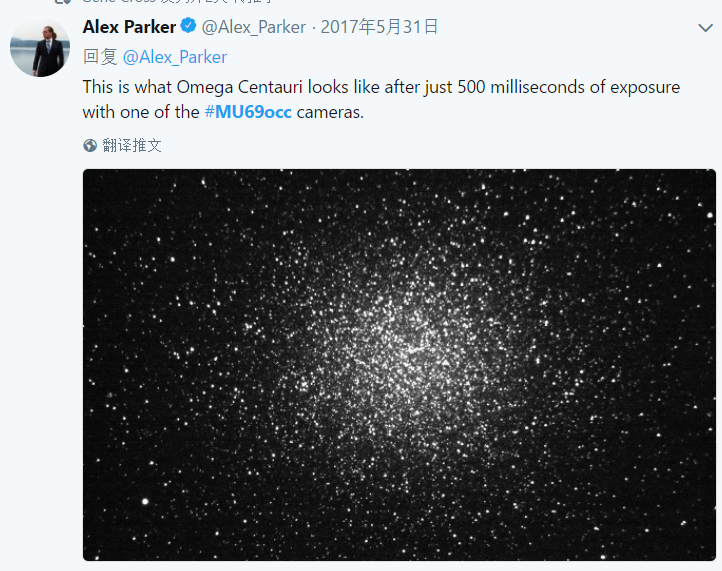 Alex Parker @Alex_Parker · 2017年5月31日
回复 @Alex_Parker
This is what Omega Centauri looks like after just 500 milliseconds of exposure
with one of the #MU69occ cameras.
翻译推文